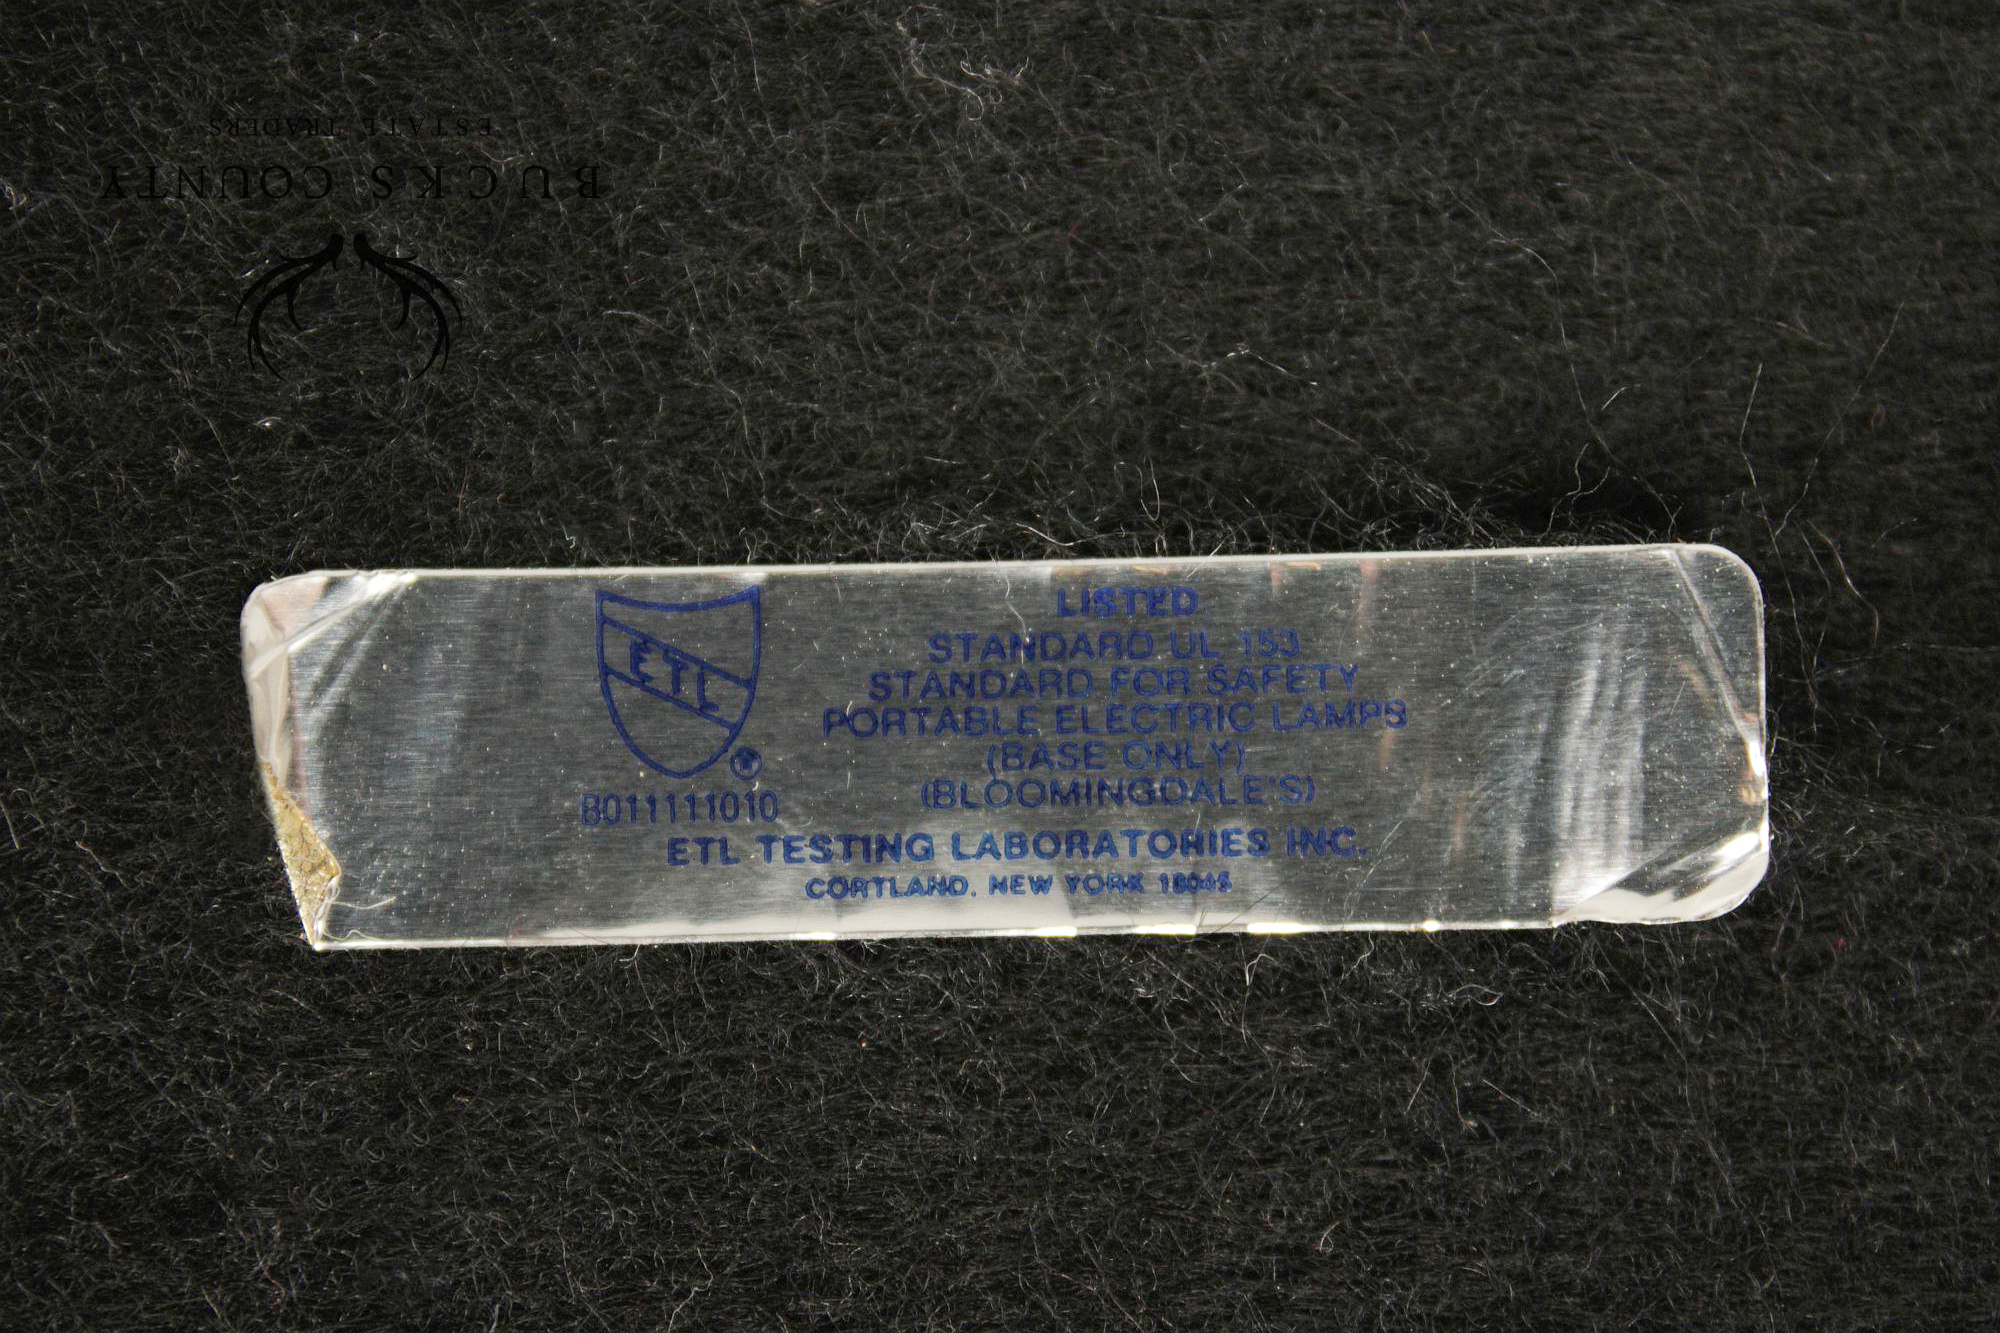 ESTATE TRADERS
BUCKS COUNTY
ETL
®
B011111010
LISTED
STANDARD UL 153
STANDARD FOR SAFETY
PORTABLE ELECTRIC LAMPS
(BASE ONLY)
(BLOOMINGDALE'S)
ETL TESTING LABORATORIES INC.
CORTLAND, NEW YORK 13045